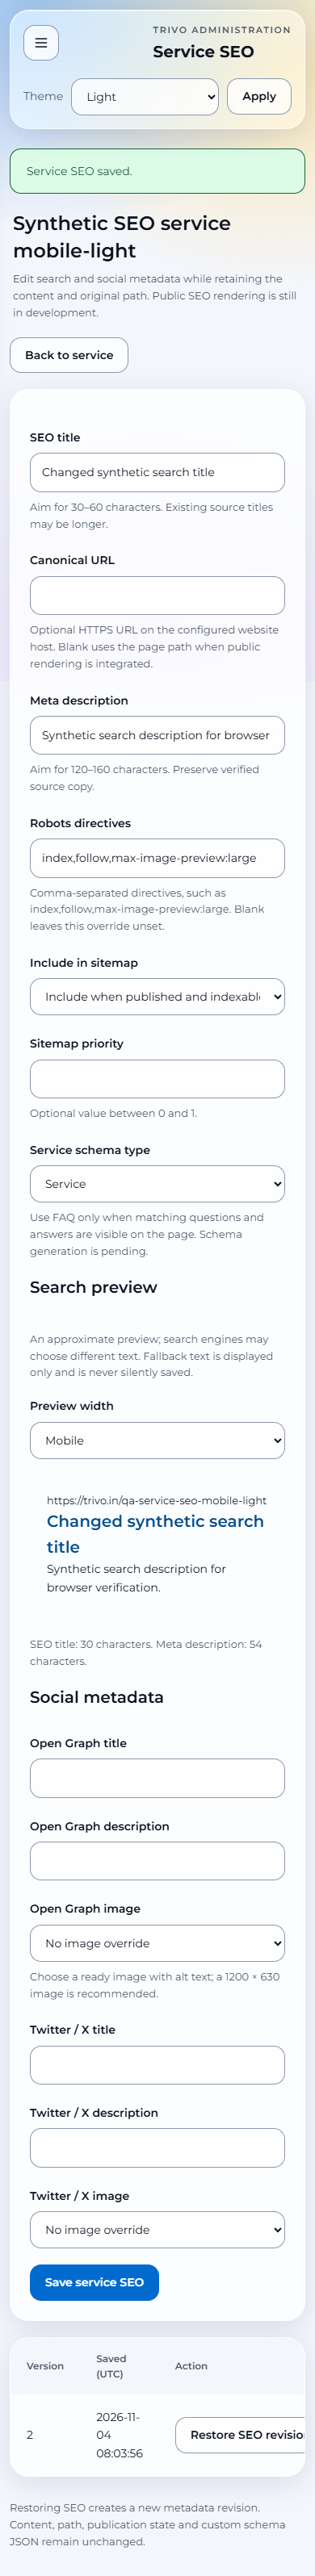 TRIVO ADMINISTRATION
Service SEO
Theme
Light
Apply
Service SEO saved.
Synthetic SEO service
mobile-light
Edit search and social metadata while retaining the
content and original path. Public SEO rendering is still
in development.
Back to service
SEO title
Changed synthetic search title
Aim for 30–60 characters. Existing source titles
may be longer.
Canonical URL
Optional HTTPS URL on the configured website
host. Blank uses the page path when public
rendering is integrated.
Meta description
Synthetic search description for browser
Aim for 120–160 characters. Preserve verified
source copy.
Robots directives
index,follow,max-image-preview:large
Comma-separated directives, such as
index,follow,max-image-preview:large. Blank
leaves this override unset.
Include in sitemap
Include when published and indexable
Sitemap priority
Optional value between 0 and 1.
Service schema type
Service
Use FAQ only when matching questions and
answers are visible on the page. Schema
generation is pending.
Search preview
An approximate preview; search engines may
choose different text. Fallback text is displayed
only and is never silently saved.
Preview width
Mobile
https://trivo.in/qa-service-seo-mobile-light
Changed synthetic search
title
Synthetic search description for
browser verification.
SEO title: 30 characters. Meta description: 54
characters.
Social metadata
Open Graph title
Open Graph description
Open Graph image
No image override
Choose a ready image with alt text; a 1200 × 630
image is recommended.
Twitter / X title
Twitter / X description
Twitter / X image
No image override
Save service SEO
Version
Saved
(UTC)
Action
2
2026-11-
04
08:03:56
Restore SEO revision
Restoring SEO creates a new metadata revision.
Content, path, publication state and custom schema
JSON remain unchanged.